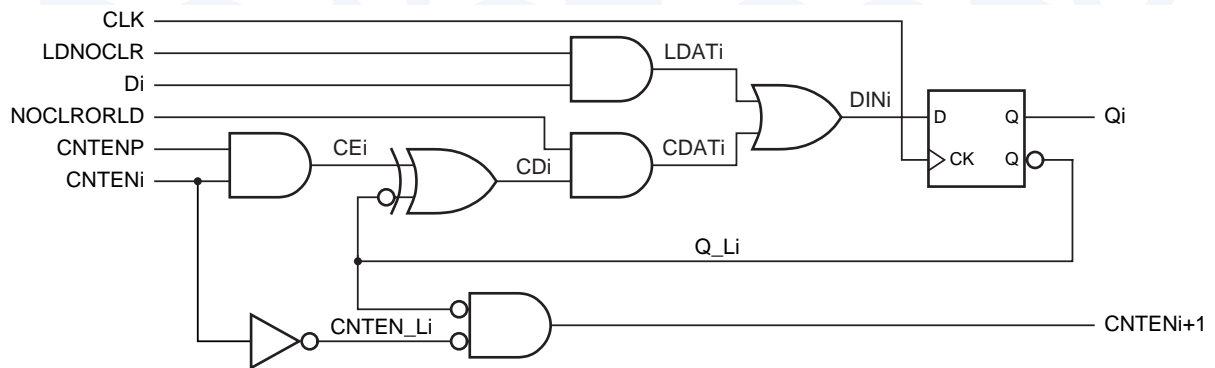 CLK
LDNOCLR
LDATi
Di
DINi
NOCLRORLD
D
Q
Qi
CNTENP
CEi
CDATi
CNTENi
CDi
CK
Q
Q_Li
CNTEN_Li
CNTENi+1